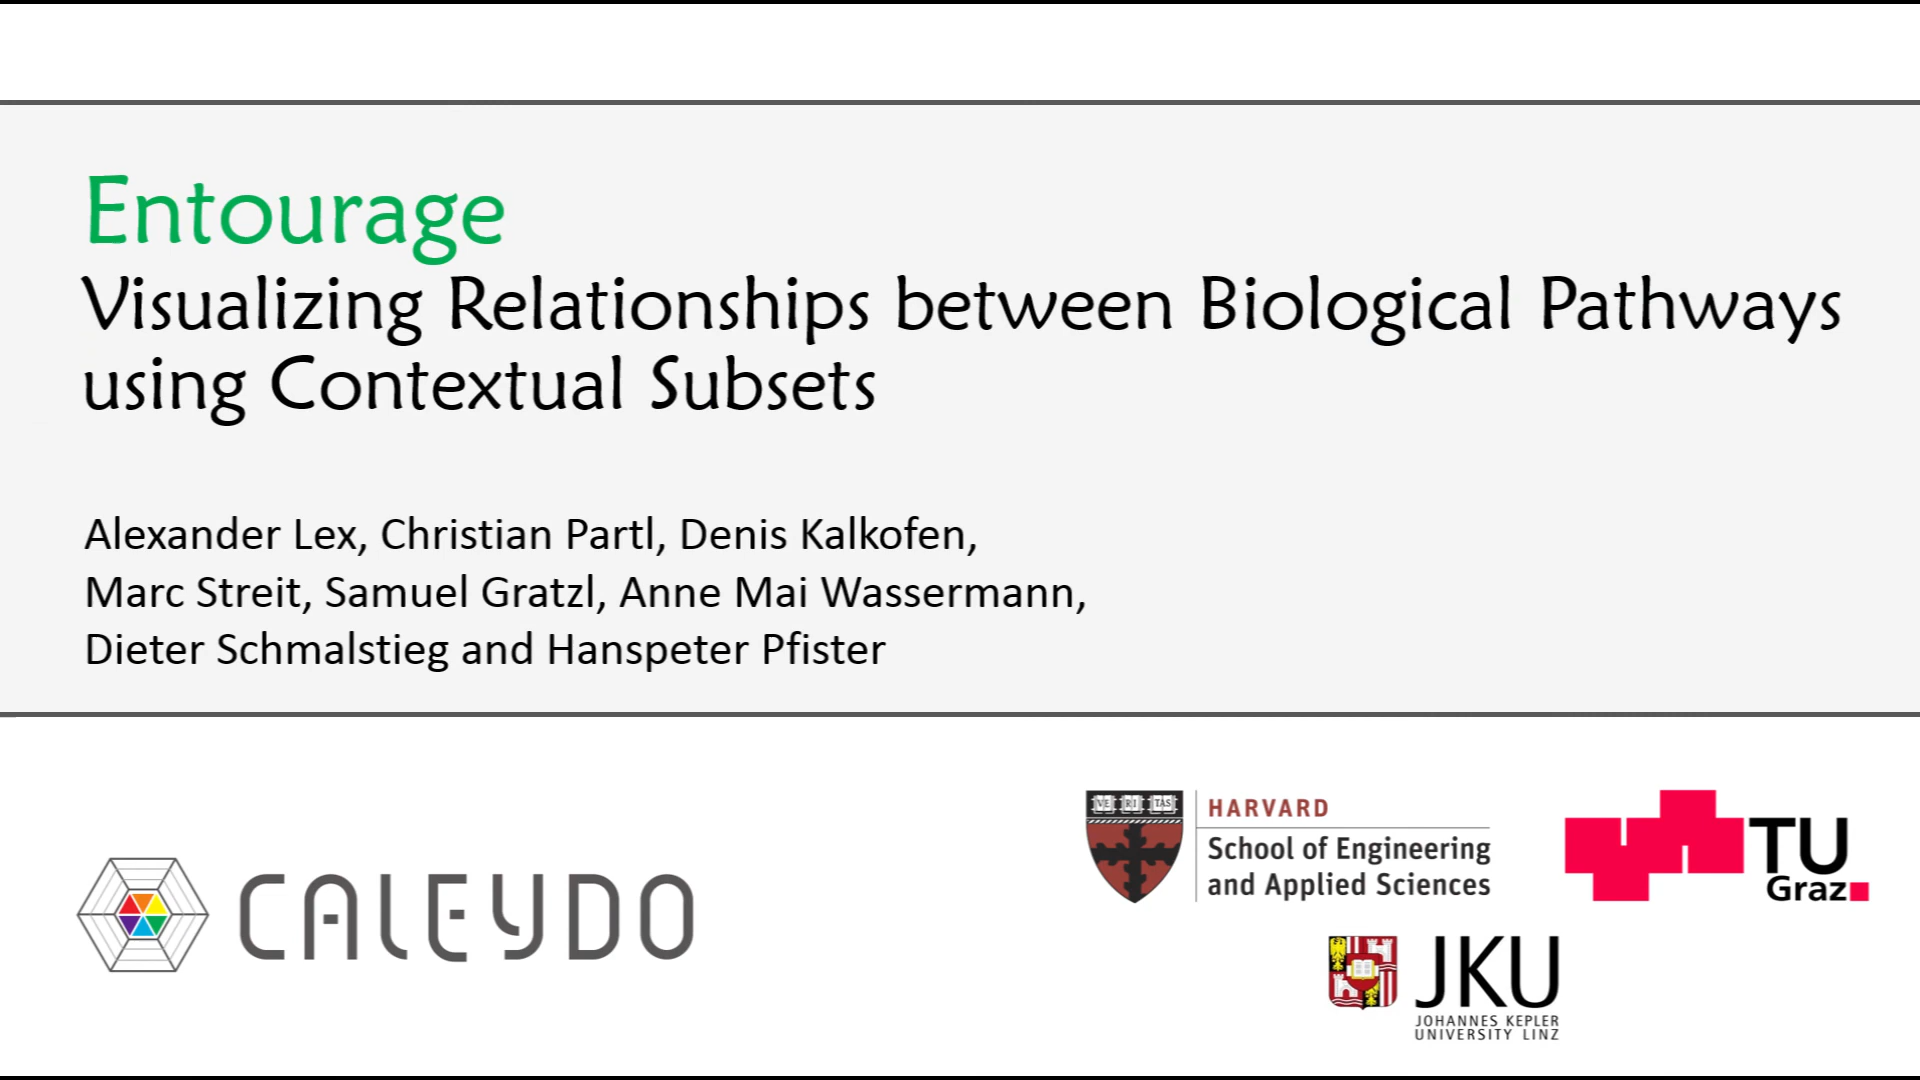 Entourage
Visualizing Relationships between Biological Pathways
using Contextual Subsets
Alexander Lex, Christian Partl, Denis Kalkofen,
Marc Streit, Samuel Gratzl, Anne Mai Wassermann,
Dieter Schmalstieg and Hanspeter Pfister
CALEYDO
VE RI TAS
HARVARD
School of Engineering
and Applied Sciences
TU
Graz
JKU
JOHANNES KEPLER
UNIVERSITY LINZ